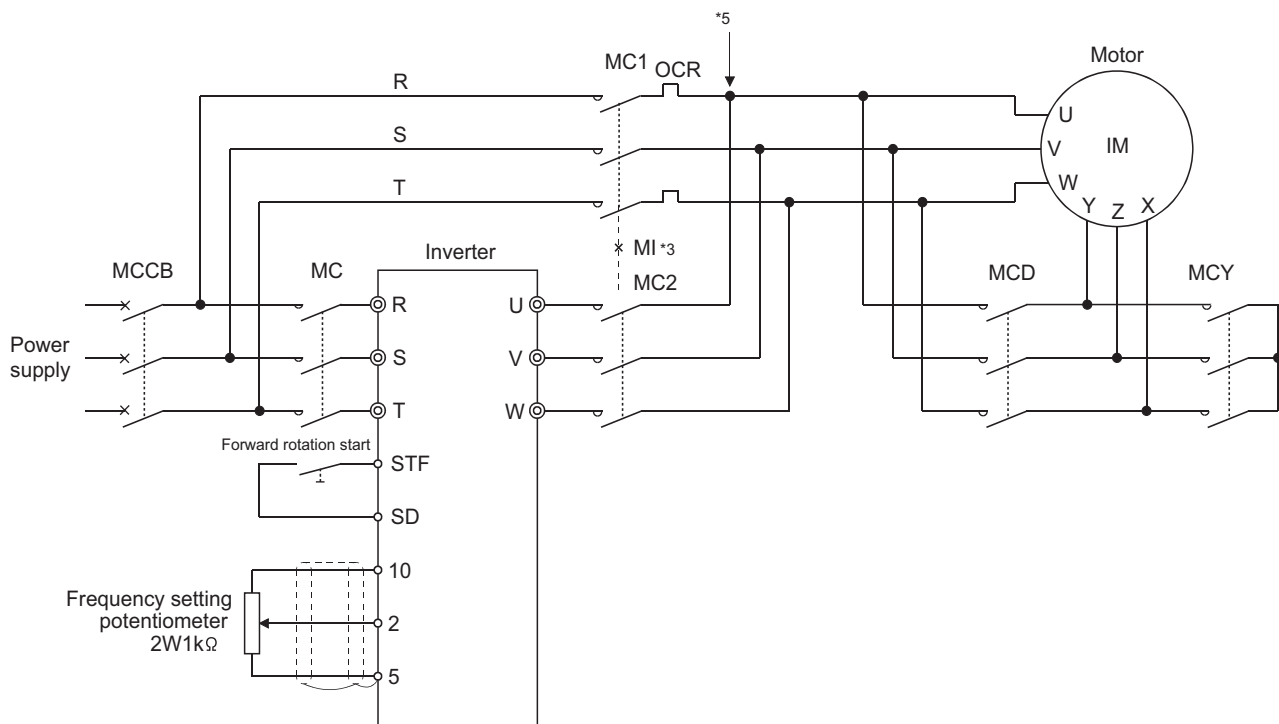 *5
MC1
OCR
Motor
R
U
S
V
IM
T
W
Y
Z
X
MI *3
Inverter
MCCB
MC
MC2
MCD
MCY
R
U
Power
supply
S
V
T
W
Forward rotation start
STF
SD
10
Frequency setting
potentiometer
2W1kΩ
2
5